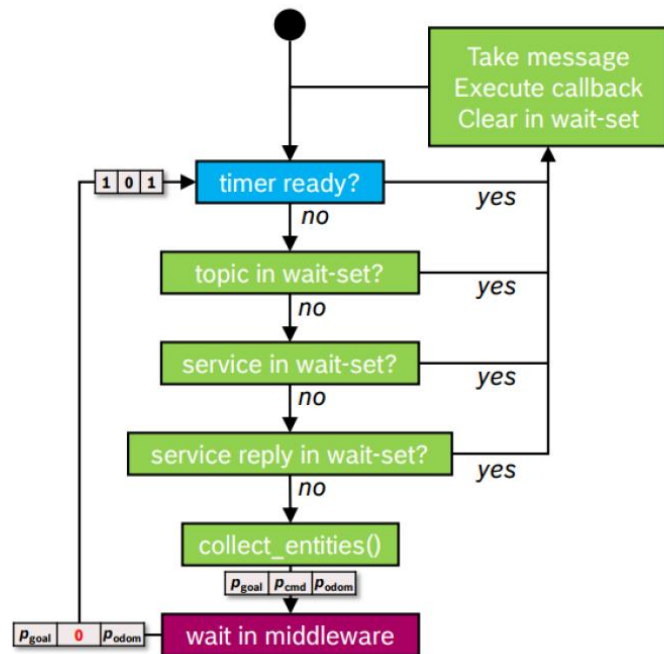 Take message
Execute callback
Clear in wait-set
1 0 1
timer ready?
yes
no
topic in wait-set?
yes
no
service in wait-set?
yes
no
service reply in wait-set?
yes
no
collect_entities()
pgoal pcmd podom
pgoal 0 podom
wait in middleware